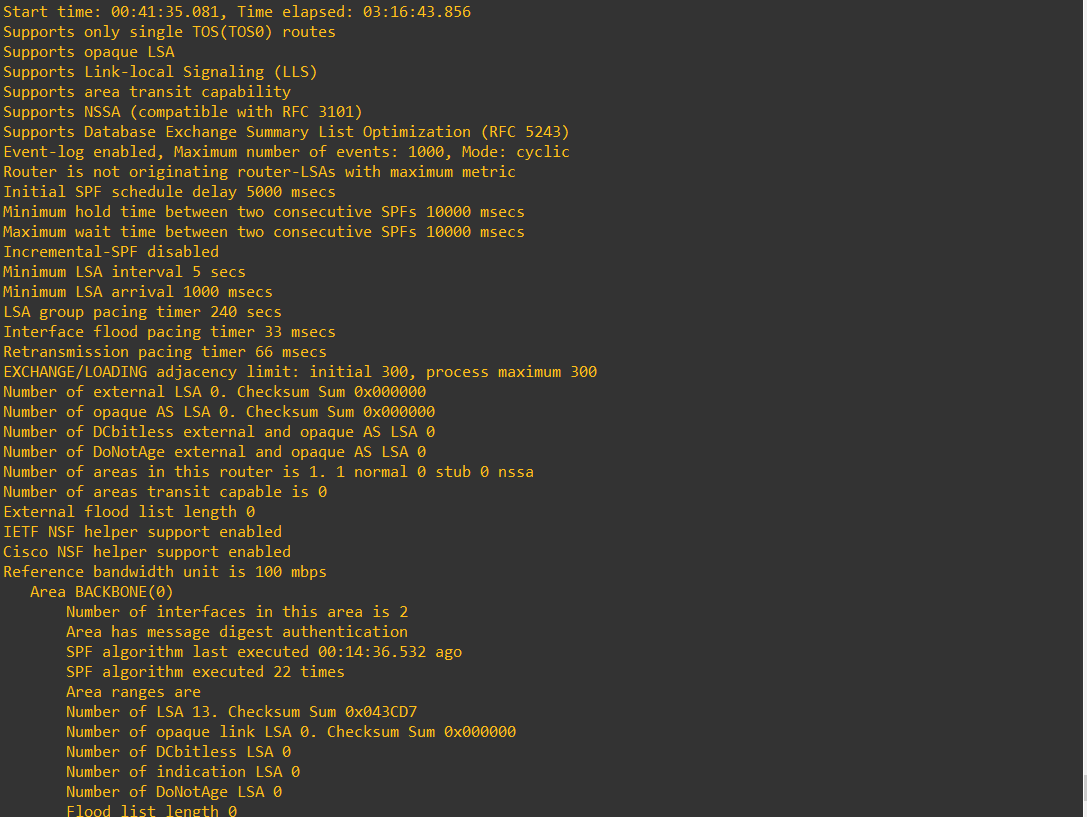 Start time: 00:41:35.081, Time elapsed: 03:16:43.856
Supports only single TOS(TOS0) routes
Supports opaque LSA
Supports Link-local Signaling (LLS)
Supports area transit capability
Supports NSSA (compatible with RFC 3101)
Supports Database Exchange Summary List Optimization (RFC 5243)
Event-log enabled, Maximum number of events: 1000, Mode: cyclic
Router is not originating router-LSAs with maximum metric
Initial SPF schedule delay 5000 msecs
Minimum hold time between two consecutive SPFs 10000 msecs
Maximum wait time between two consecutive SPFs 10000 msecs
Incremental-SPF disabled
Minimum LSA interval 5 secs
Minimum LSA arrival 1000 msecs
LSA group pacing timer 240 secs
Interface flood pacing timer 33 msecs
Retransmission pacing timer 66 msecs
EXCHANGE/LOADING adjacency limit: initial 300, process maximum 300
Number of external LSA 0. Checksum Sum 0x000000
Number of opaque AS LSA 0. Checksum Sum 0x000000
Number of DCbitless external and opaque AS LSA 0
Number of DoNotAge external and opaque AS LSA 0
Number of areas in this router is 1. 1 normal 0 stub 0 nssa
Number of areas transit capable is 0
External flood list length 0
IETF NSF helper support enabled
Cisco NSF helper support enabled
Reference bandwidth unit is 100 mbps
Area BACKBONE(0)
Number of interfaces in this area is 2
Area has message digest authentication
SPF algorithm last executed 00:14:36.532 ago
SPF algorithm executed 22 times
Area ranges are
Number of LSA 13. Checksum Sum 0x043CD7
Number of opaque link LSA 0. Checksum Sum 0x000000
Number of DCbitless LSA 0
Number of indication LSA 0
Number of DoNotAge LSA 0
Flood list length 0